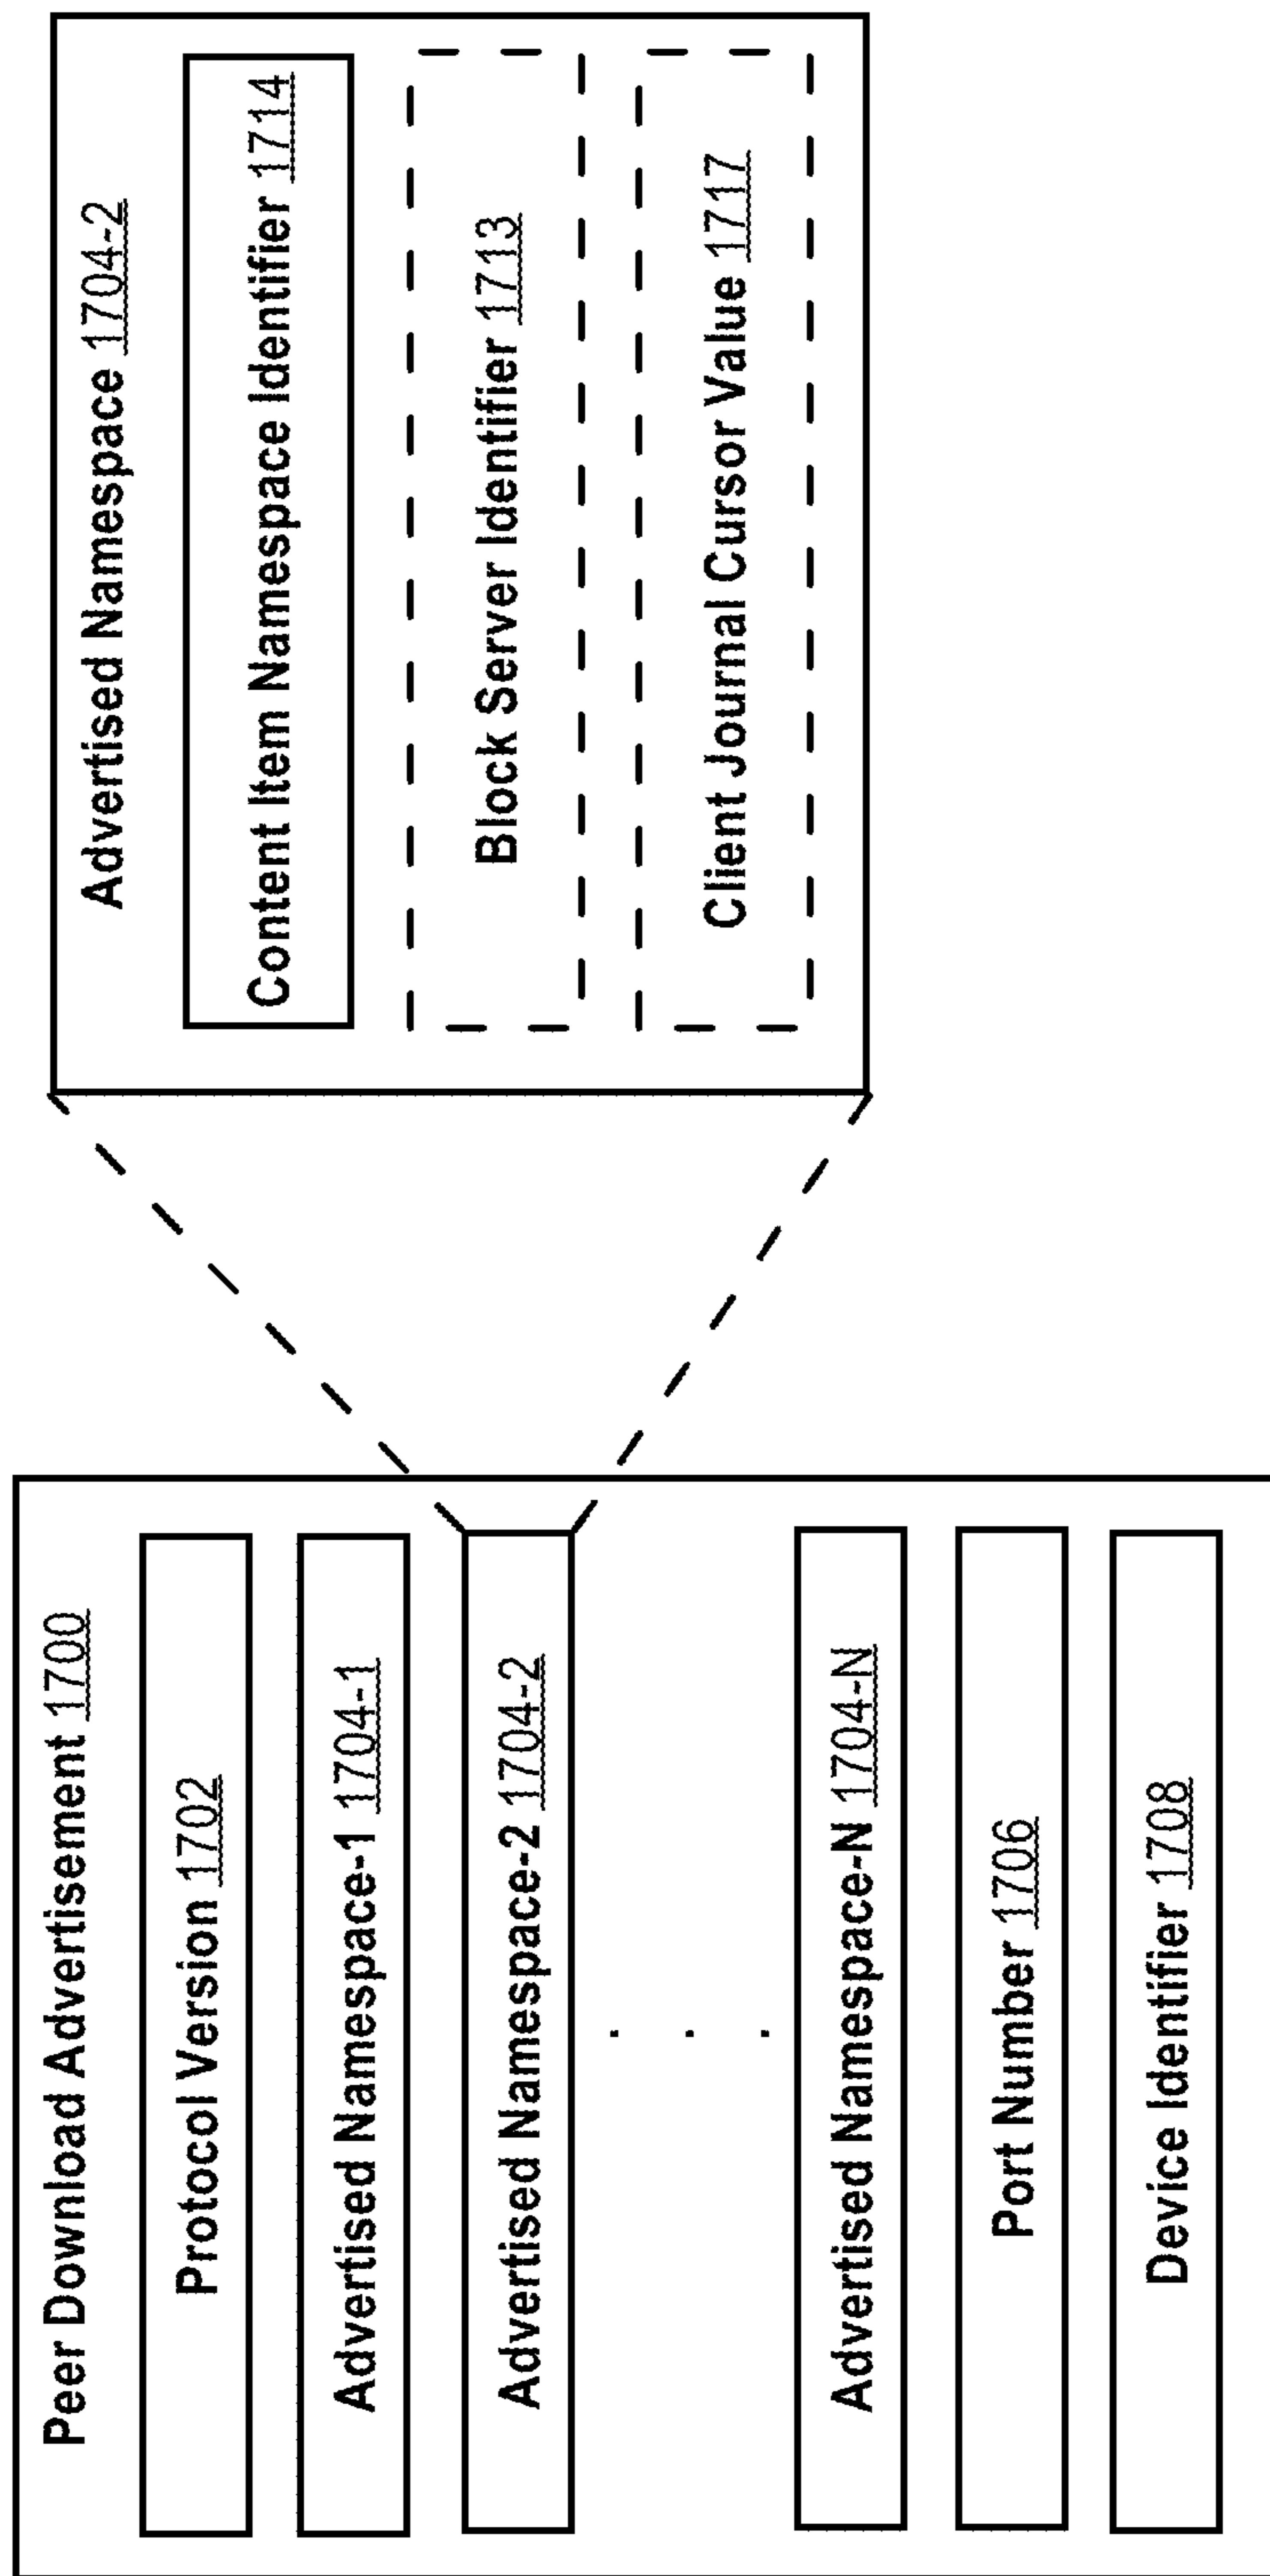 Peer Download Advertisement 1700
Protocol Version 1702
Advertised Namespace-1 1704-1
Advertised Namespace-2 1704-2
. . .
Advertised Namespace-N 1704-N
Port Number 1706
Device Identifier 1708
Advertised Namespace 1704-2
Content Item Namespace Identifier 1714
Block Server Identifier 1713
Client Journal Cursor Value 1717